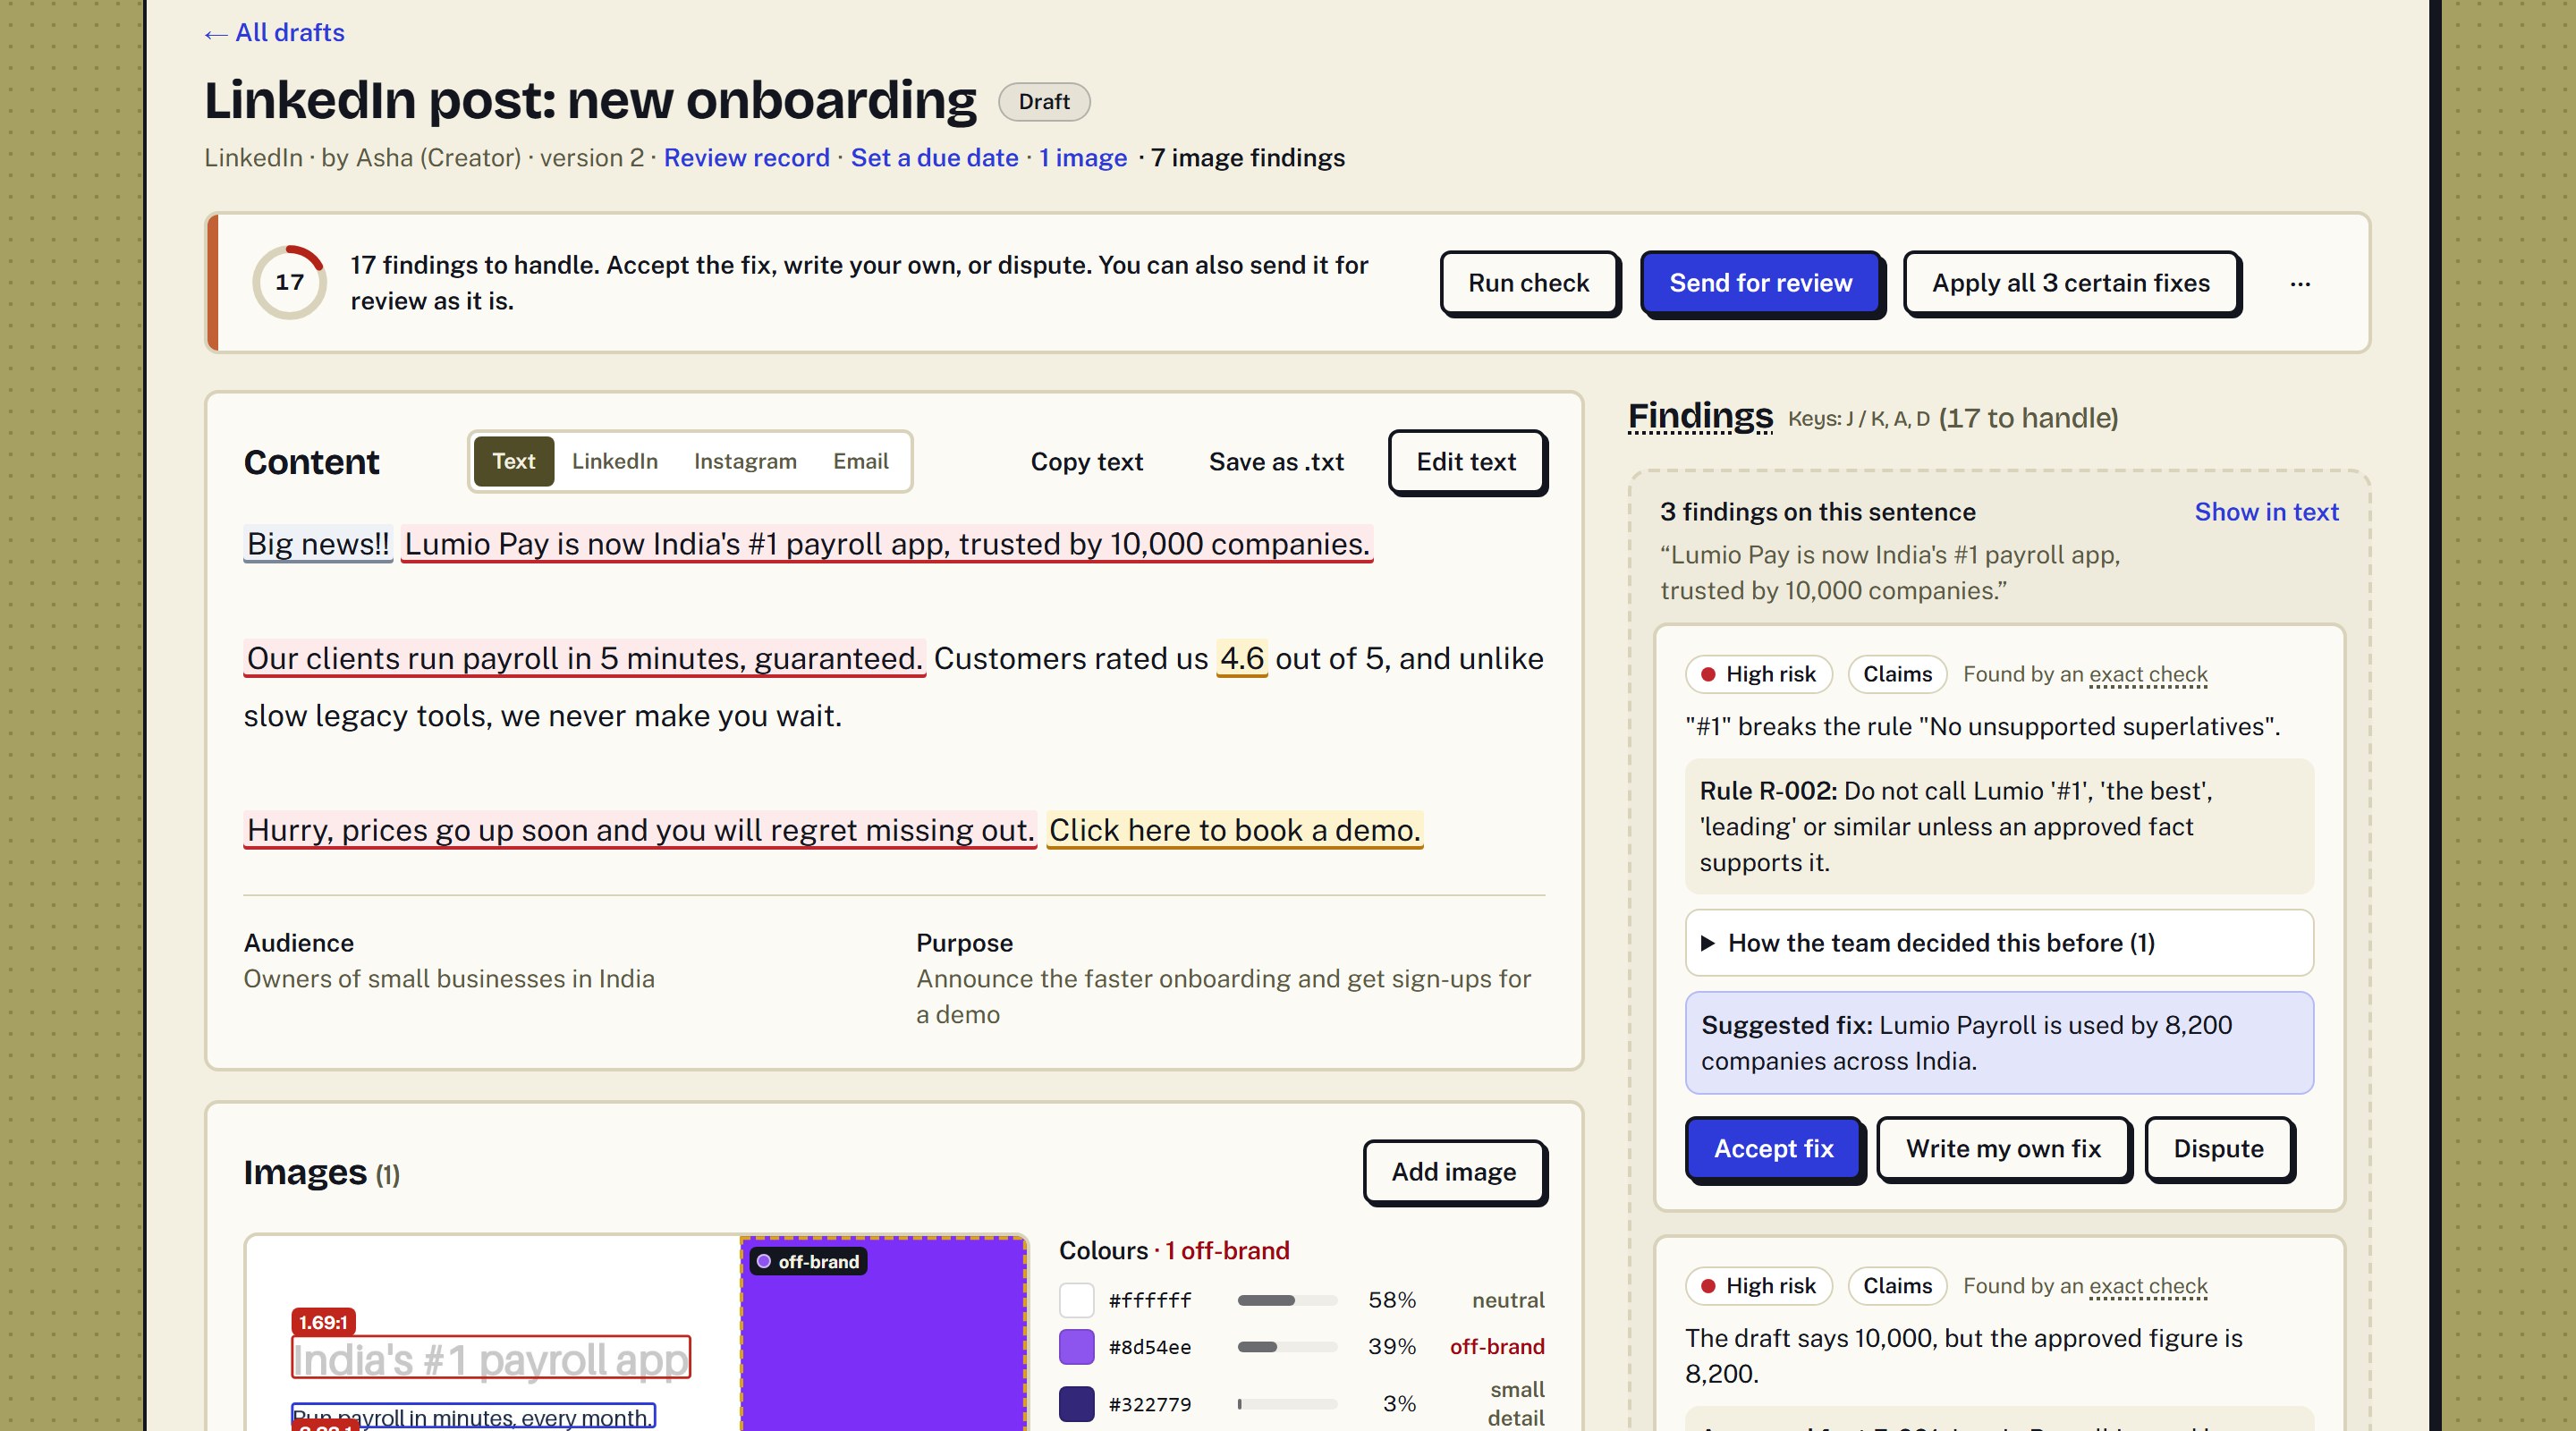 ← All drafts
LinkedIn post: new onboarding Draft
LinkedIn · by Asha (Creator) · version 2 · Review record · Set a due date · 1 image · 7 image findings
17
17 findings to handle. Accept the fix, write your own, or dispute. You can also send it for
review as it is.
Run check
Send for review
Apply all 3 certain fixes
...
Content
Text
LinkedIn
Instagram
Email
Copy text
Save as .txt
Edit text
Big news!! Lumio Pay is now India's #1 payroll app, trusted by 10,000 companies.
Our clients run payroll in 5 minutes, guaranteed. Customers rated us 4.6 out of 5, and unlike
slow legacy tools, we never make you wait.
Hurry, prices go up soon and you will regret missing out. Click here to book a demo.
Audience
Owners of small businesses in India
Purpose
Announce the faster onboarding and get sign-ups for
a demo
Images (1)
Add image
off-brand
1.69:1
India's #1 payroll app
Run payroll in minutes, every month.
Colours · 1 off-brand
#ffffff 58% neutral
#8d54ee 39% off-brand
#322779 3% small
detail
Findings Keys: J / K, A, D (17 to handle)
3 findings on this sentence
Show in text
“Lumio Pay is now India's #1 payroll app,
trusted by 10,000 companies.”
High risk Claims Found by an exact check
"#1" breaks the rule "No unsupported superlatives".
Rule R-002: Do not call Lumio '#1', 'the best',
'leading' or similar unless an approved fact
supports it.
▶ How the team decided this before (1)
Suggested fix: Lumio Payroll is used by 8,200
companies across India.
Accept fix
Write my own fix
Dispute
High risk Claims Found by an exact check
The draft says 10,000, but the approved figure is
8,200.